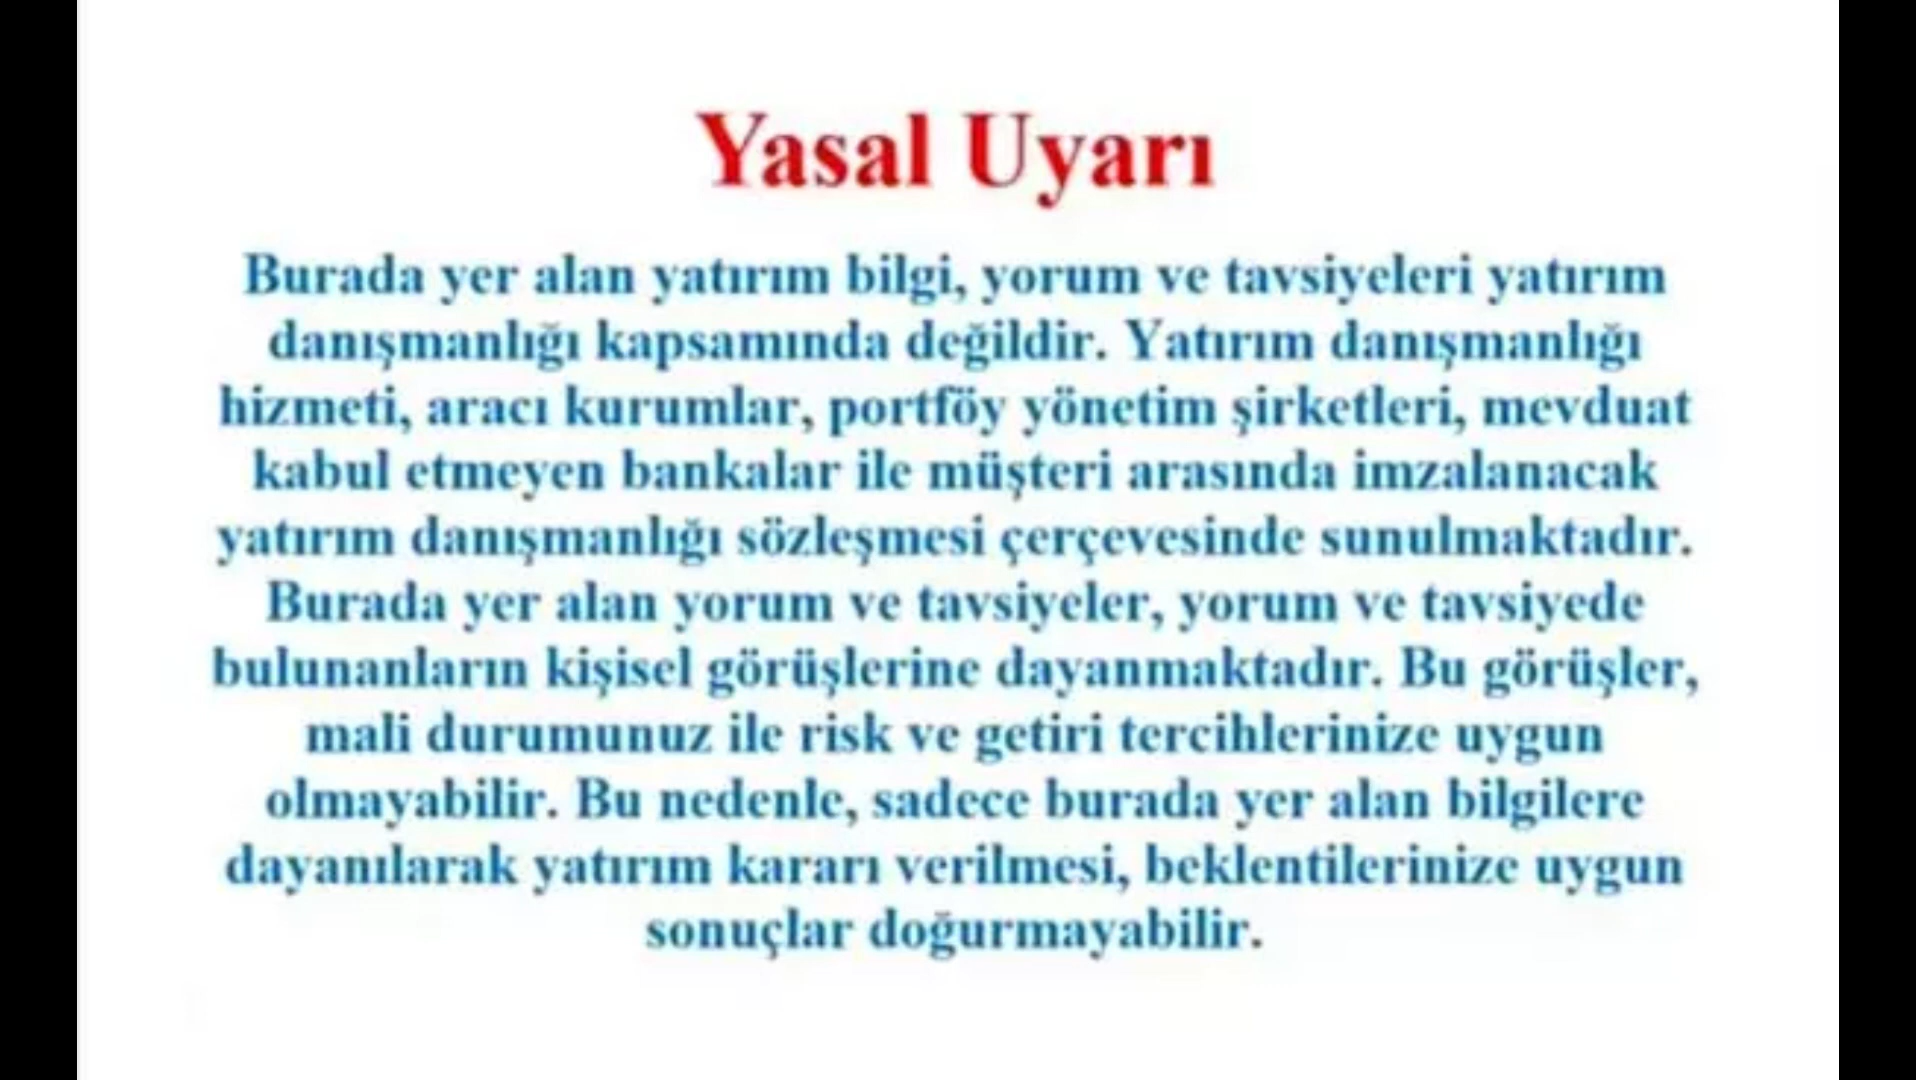 Yasal Uyarı
Burada yer alan yatırım bilgi, yorum ve tavsiyeleri yatırım
danışmanlığı kapsamında değildir. Yatırım danışmanlığı
hizmeti, aracı kurumlar, portföy yönetim şirketleri, mevduat
kabul etmeyen bankalar ile müşteri arasında imzalanacak
yatırım danışmanlığı sözleşmesi çerçevesinde sunulmaktadır.
Burada yer alan yorum ve tavsiyeler, yorum ve tavsiyede
bulunanların kişisel görüşlerine dayanmaktadır. Bu görüşler,
mali durumunuz ile risk ve getiri tercihlerinize uygun
olmayabilir. Bu nedenle, sadece burada yer alan bilgilere
dayanılarak yatırım kararı verilmesi, beklentilerinize uygun
sonuçlar doğurmayabilir.